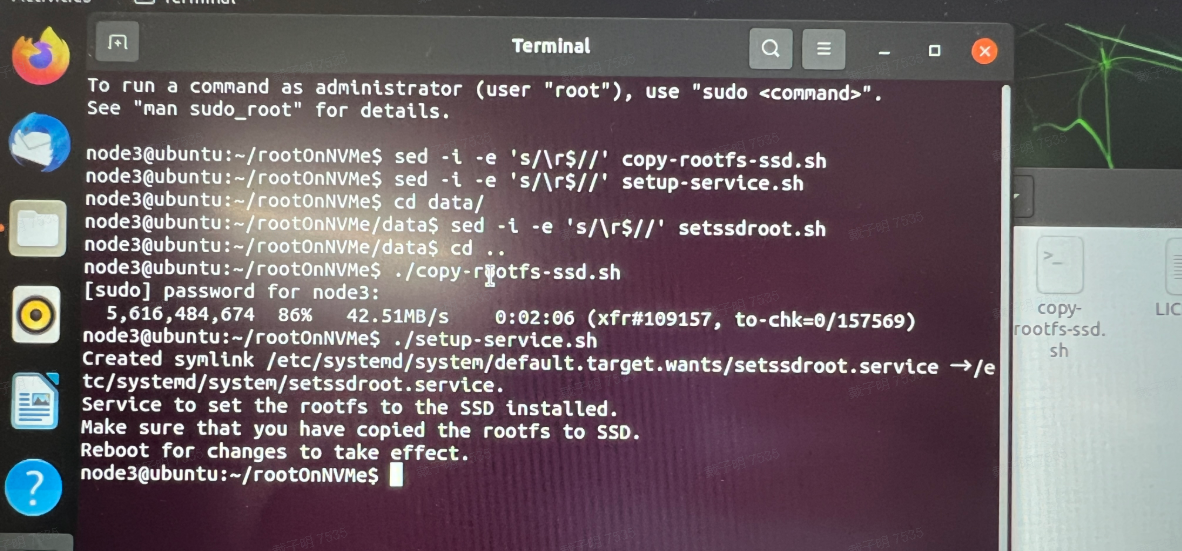 Terminal
Terminal
To run a command as administrator (user "root"), use "sudo <command>".
See "man sudo_root" for details.
node3@ubuntu:~/rootOnNVMe$ sed -i -e 's/\r$//' copy-rootfs-ssd.sh
node3@ubuntu:~/rootOnNVMe$ sed -i -e 's/\r$//' setup-service.sh
node3@ubuntu:~/rootOnNVMe$ cd data/
node3@ubuntu:~/rootOnNVMe/data$ sed -i -e 's/\r$//' setssdroot.sh
node3@ubuntu:~/rootOnNVMe/data$ cd ..
node3@ubuntu:~/rootOnNVMe$ ./copy-rootfs-ssd.sh
[sudo] password for node3:
5,616,484,674 86% 42.51MB/s 0:02:06 (xfr#109157, to-chk=0/157569)
node3@ubuntu:~/rootOnNVMe$ ./setup-service.sh
Created symlink /etc/systemd/system/default.target.wants/setssdroot.service →/e
tc/systemd/system/setssdroot.service.
Service to set the rootfs to the SSD installed.
Make sure that you have copied the rootfs to SSD.
Reboot for changes to take effect.
node3@ubuntu:~/rootOnNVMe$
copy-
rootfs-ssd.
sh
LIC